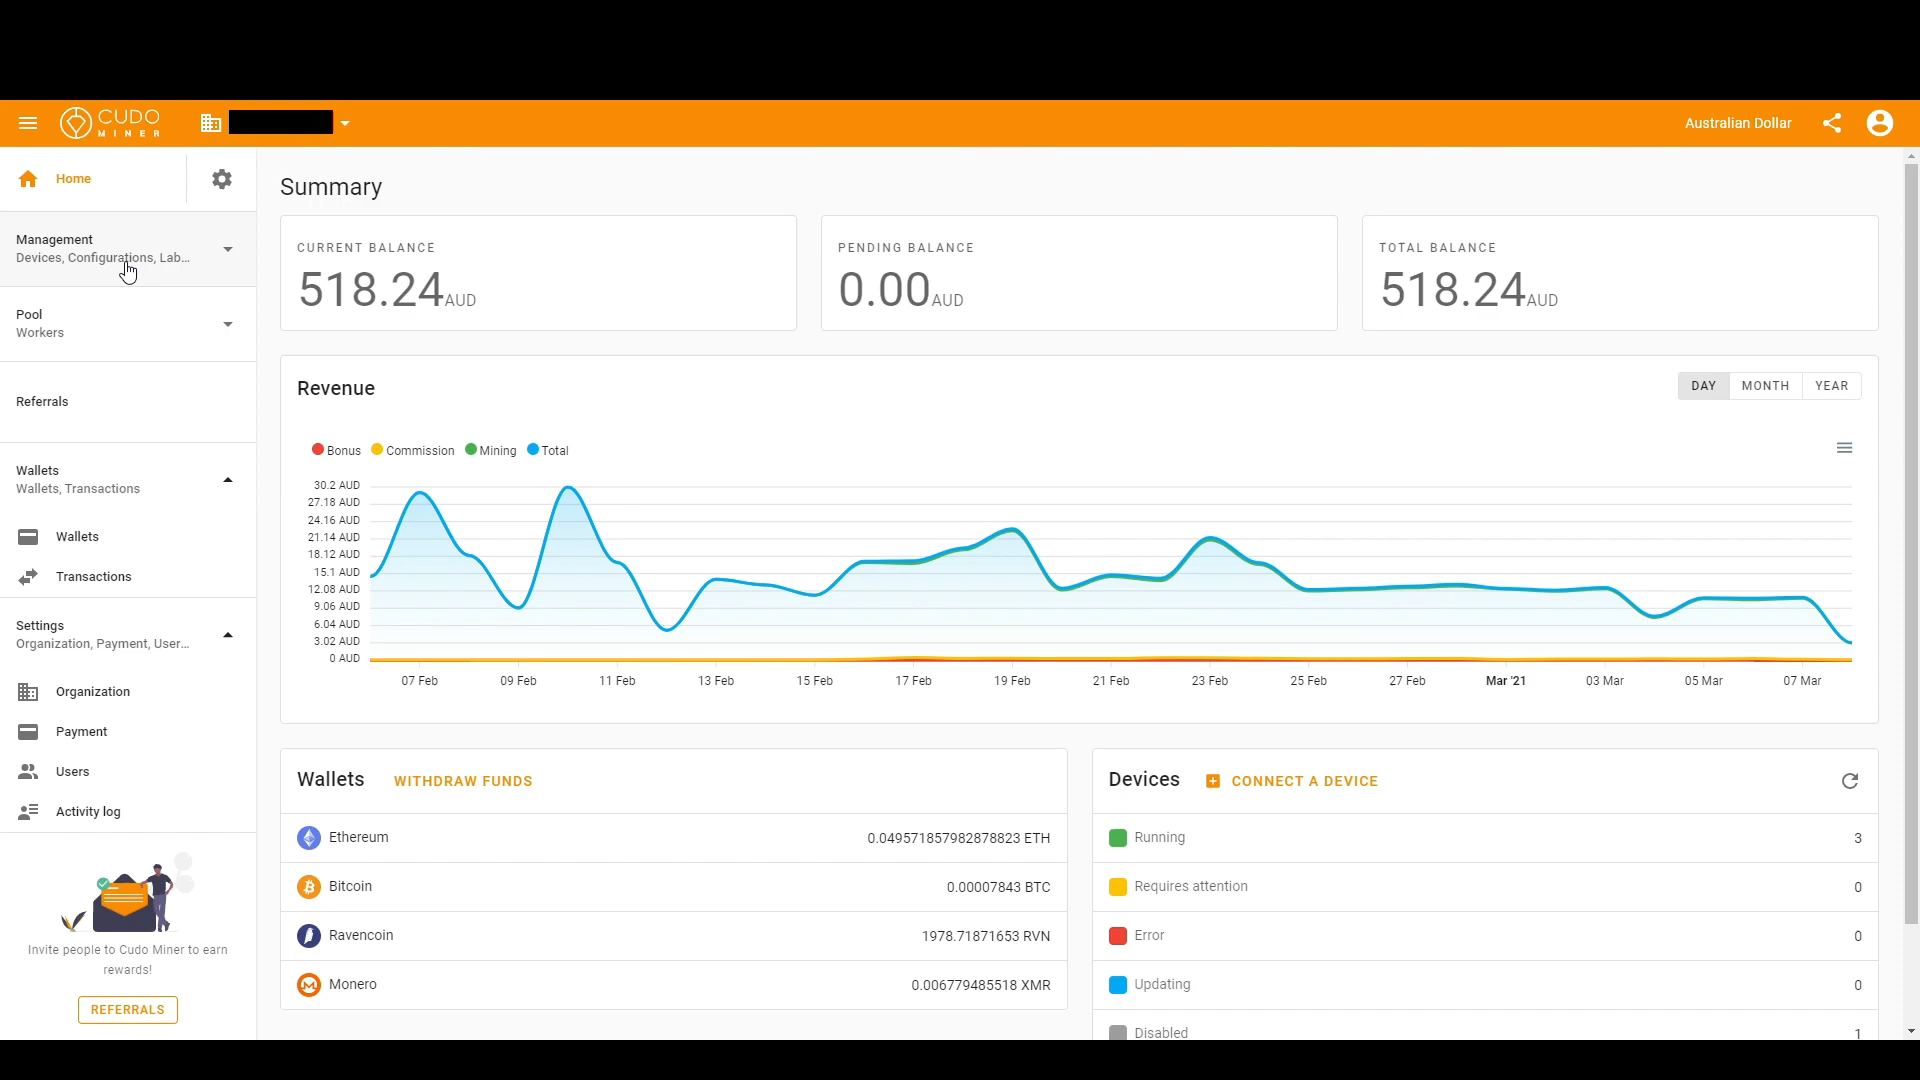 CUDO
MINER
Australian Dollar
Home
Management
Devices, Configurations, Lab...
Pool
Workers
Referrals
Wallets
Wallets, Transactions
Wallets
Transactions
Settings
Organization, Payment, User...
Organization
Payment
Users
Activity log
Invite people to Cudo Miner to earn
rewards!
REFERRALS
Summary
CURRENT BALANCE
518.24AUD
PENDING BALANCE
0.00AUD
TOTAL BALANCE
518.24AUD
Revenue
DAY MONTH YEAR
Bonus Commission Mining Total
30.2 AUD
27.18 AUD
24.16 AUD
21.14 AUD
18.12 AUD
15.1 AUD
12.08 AUD
9.06 AUD
6.04 AUD
3.02 AUD
0 AUD
07 Feb 09 Feb 11 Feb 13 Feb 15 Feb 17 Feb 19 Feb 21 Feb 23 Feb 25 Feb 27 Feb Mar '21 03 Mar 05 Mar 07 Mar
Wallets WITHDRAW FUNDS
Ethereum 0.049571857982878823 ETH
Bitcoin 0.00007843 BTC
Ravencoin 1978.71871653 RVN
Monero 0.006779485518 XMR
Devices CONNECT A DEVICE
Running 3
Requires attention 0
Error 0
Updating 0
Disabled 1